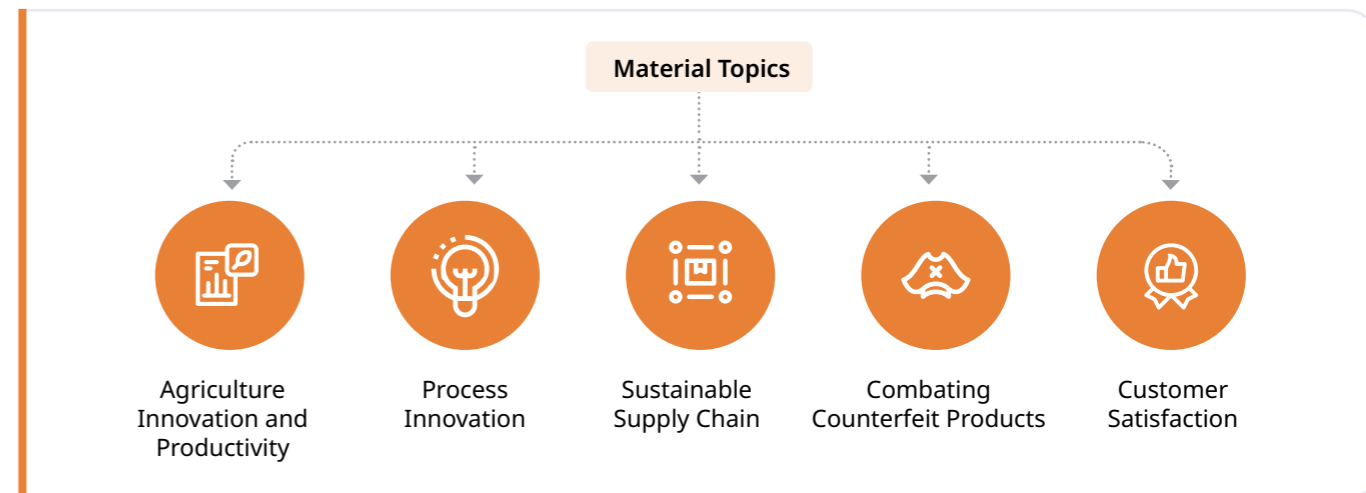 Material Topics
Agriculture
Innovation and
Productivity
Process
Innovation
Sustainable
Supply Chain
Combating
Counterfeit Products
Customer
Satisfaction